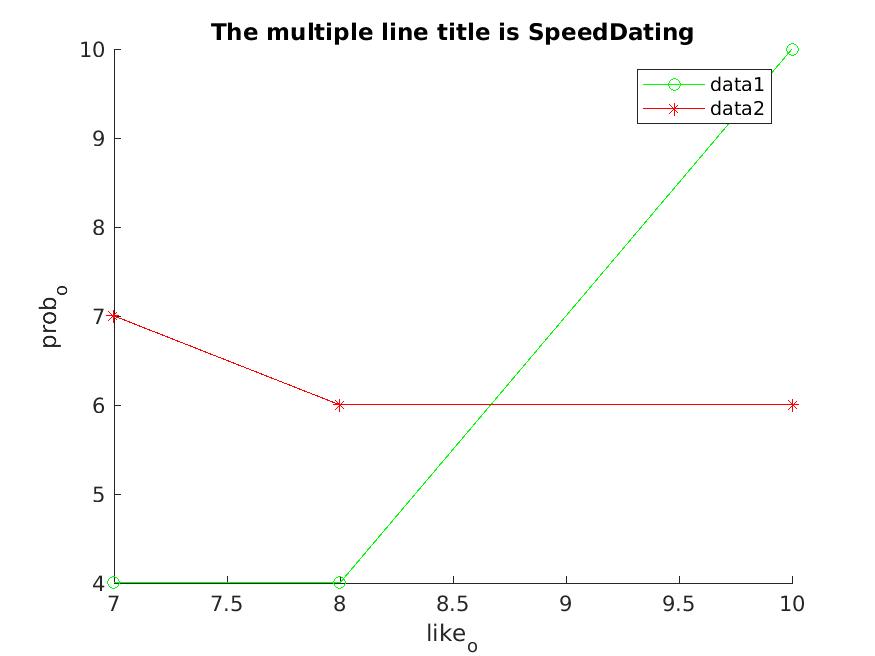 The multiple line title is SpeedDating
10
data1
data2
9
8
7
6
5
4
prob_o
7 7.5 8 8.5 9 9.5 10
like_o